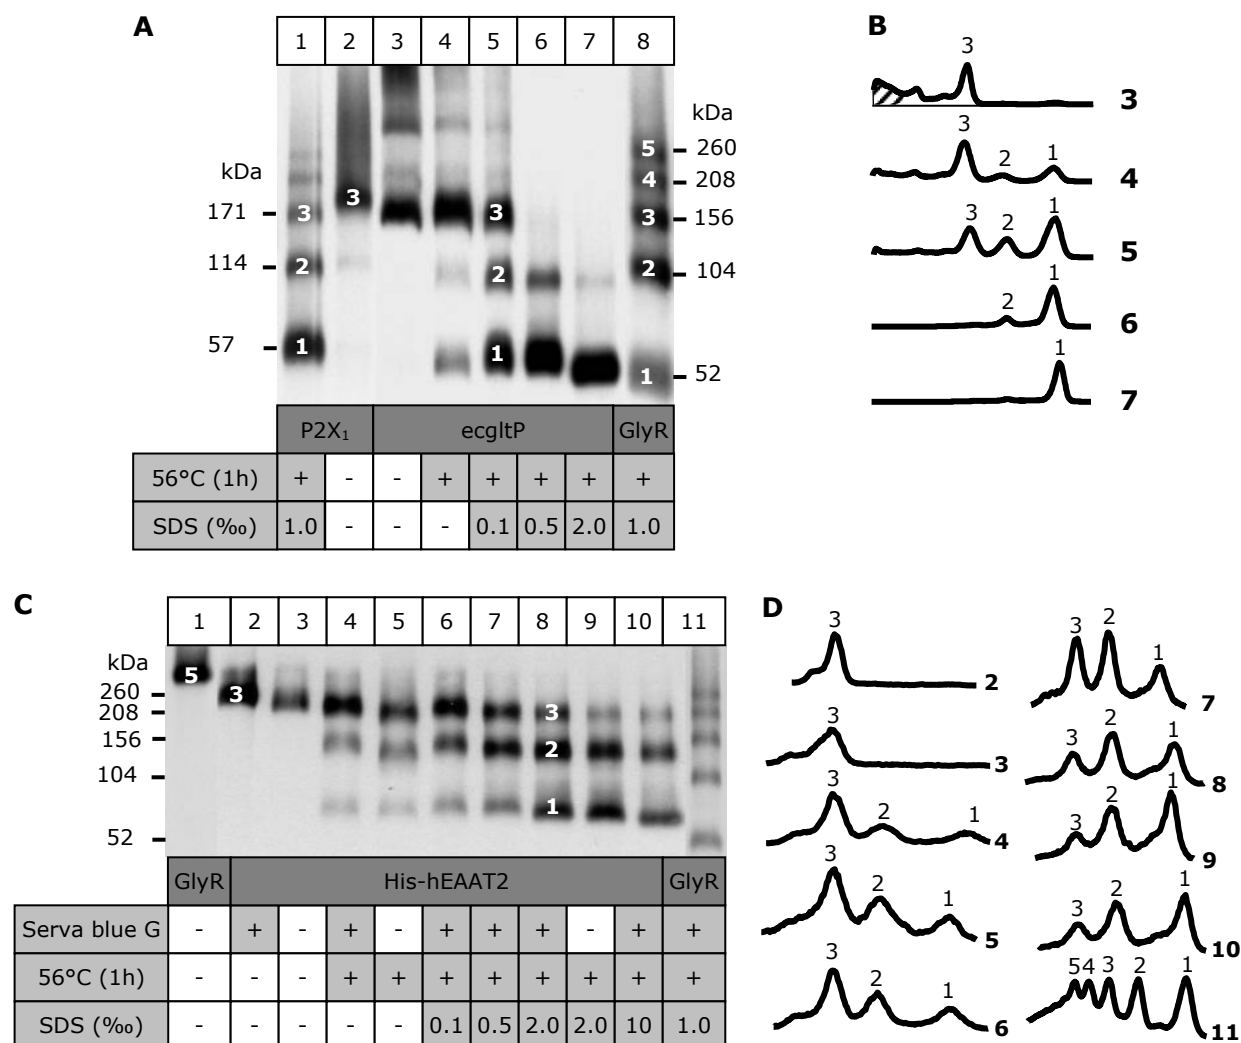 A
1 2 3 4 5 6 7 8
kDa
171
114
57
3 2 1
3
3 2 1
5 4 3 2 1
kDa
260
208
156
104
52
P2X₁ ecgltP GlyR
56°C (1h) + - - + + + + +
SDS (‰) 1.0 - - - 0.1 0.5 2.0 1.0
B
3
3
3 2 1
4
3 2 1
5
2 1
6
1
7
C
1 2 3 4 5 6 7 8 9 10 11
kDa
260
208
156
104
52
5 3
3
2
1
GlyR His-hEAAT2 GlyR
Serva blue G - + - + - + + + - + +
56°C (1h) - - - + + + + + + + +
SDS (‰) - - - - - 0.1 0.5 2.0 2.0 10 1.0
D
3
2
3
3
3 2 1
4
3 2 1
5
3 2 1
6
3 2 1
7
3 2 1
8
3 2 1
9
3 2 1
10
5 4 3 2 1
11